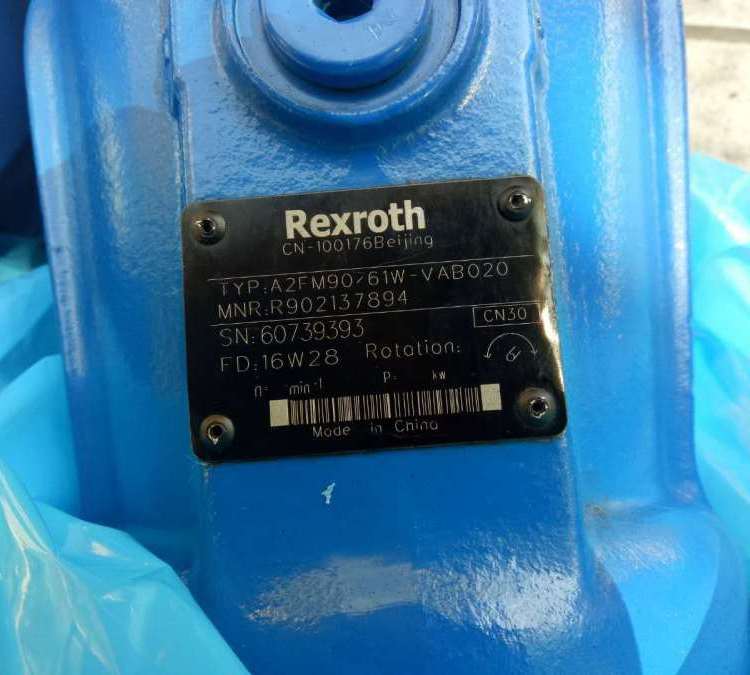 Rexroth
CN-100176Beijing
TYP:A2FM90/61W-VAB020
MNR:R902137894
SN:60739393
CN30
FD:16W28 Rotation:
n= min-1 P= kw
Made in China